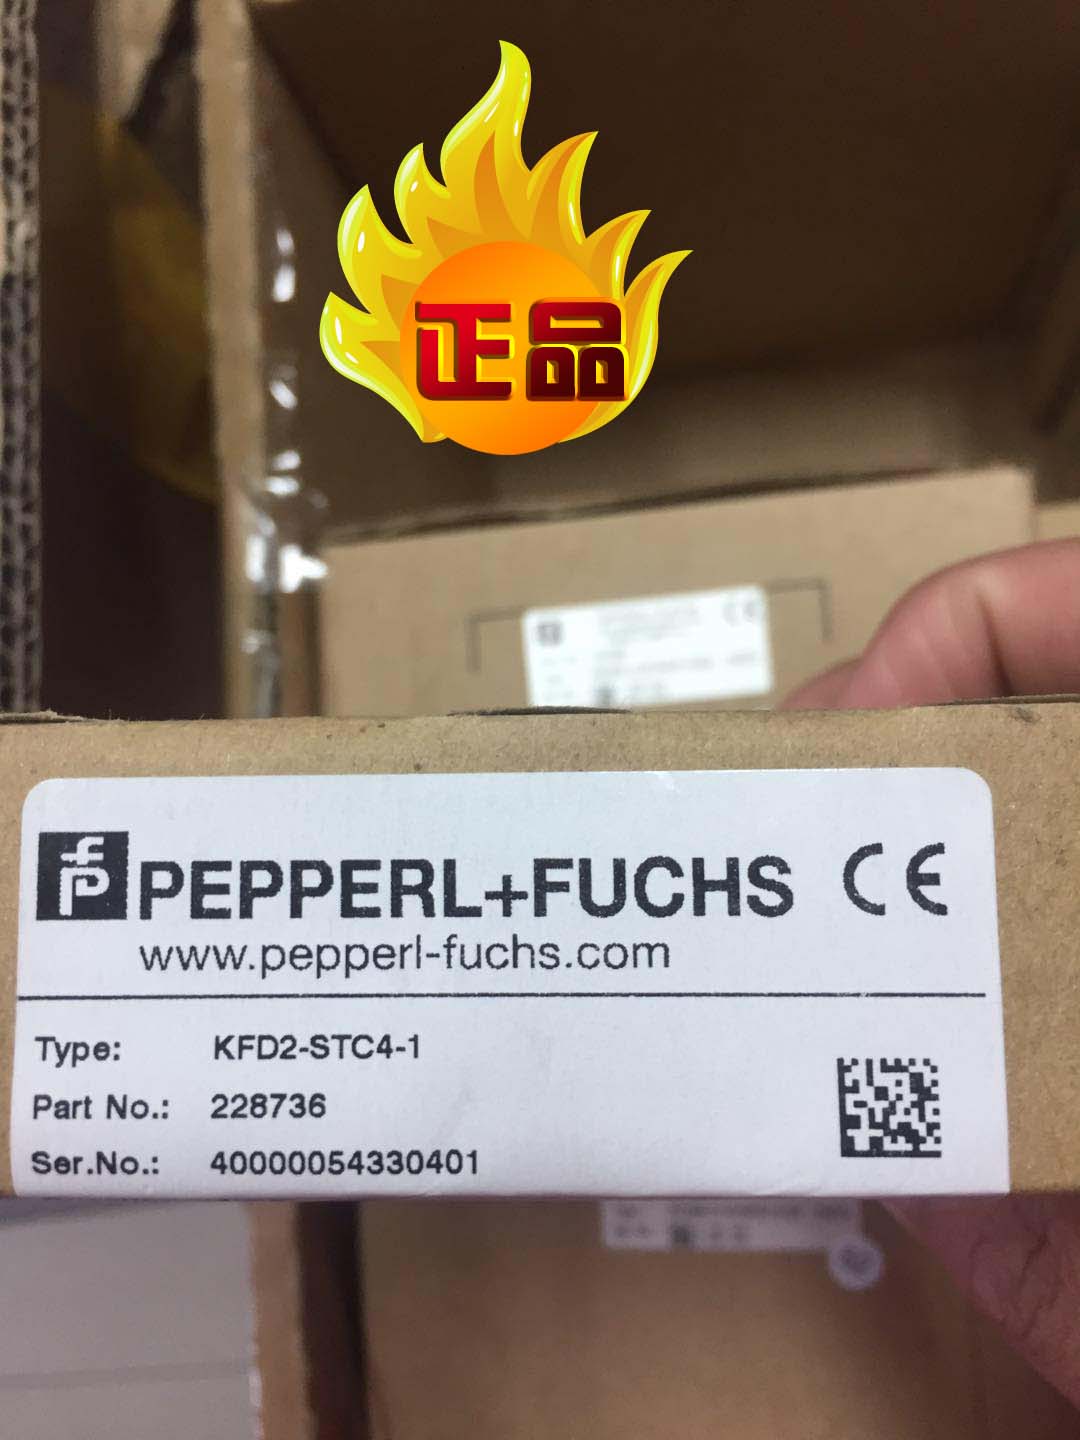 正品
PEPPERL+FUCHS CE
www.pepperl-fuchs.com
Type: KFD2-STC4-1
Part No.: 228736
Ser.No.: 40000054330401